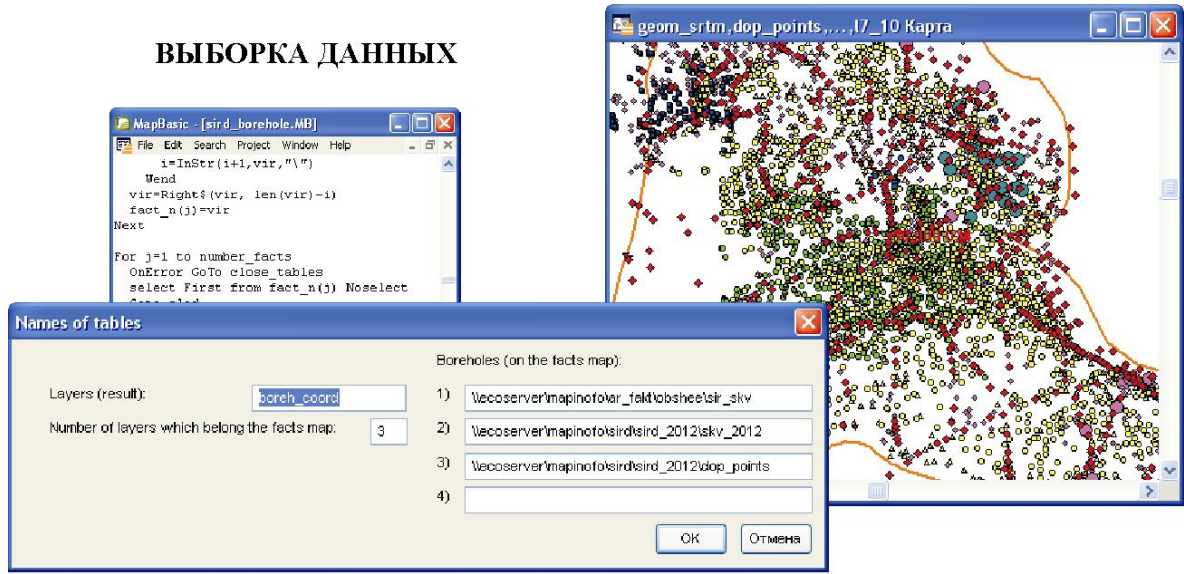 ВЫБОРКА ДАННЫХ
geom_srtm,dop_points,...,l7_10 Карта
MapBasic - [sird_borehole.MB]
File Edit Search Project Window Help
i=InStr(i+1,vir,"\")
Wend
vir=Right$(vir, len(vir)-i)
fact_n(j)=vir
Next
For j=1 to number_facts
OnError GoTo close_tables
select First from fact_n(j) Noselect
Names of tables
Boreholes (on the facts map):
Layers (result):
boreh_coord
1)
\\ecoserver\mapinofo\ar_fakt\obshee\sir_skv
Number of layers which belong the facts map:
3
2)
\\ecoserver\mapinofo\sird\sird_2012\skv_2012
3)
\\ecoserver\mapinofo\sird\sird_2012\dop_points
4)
OK
Отмена